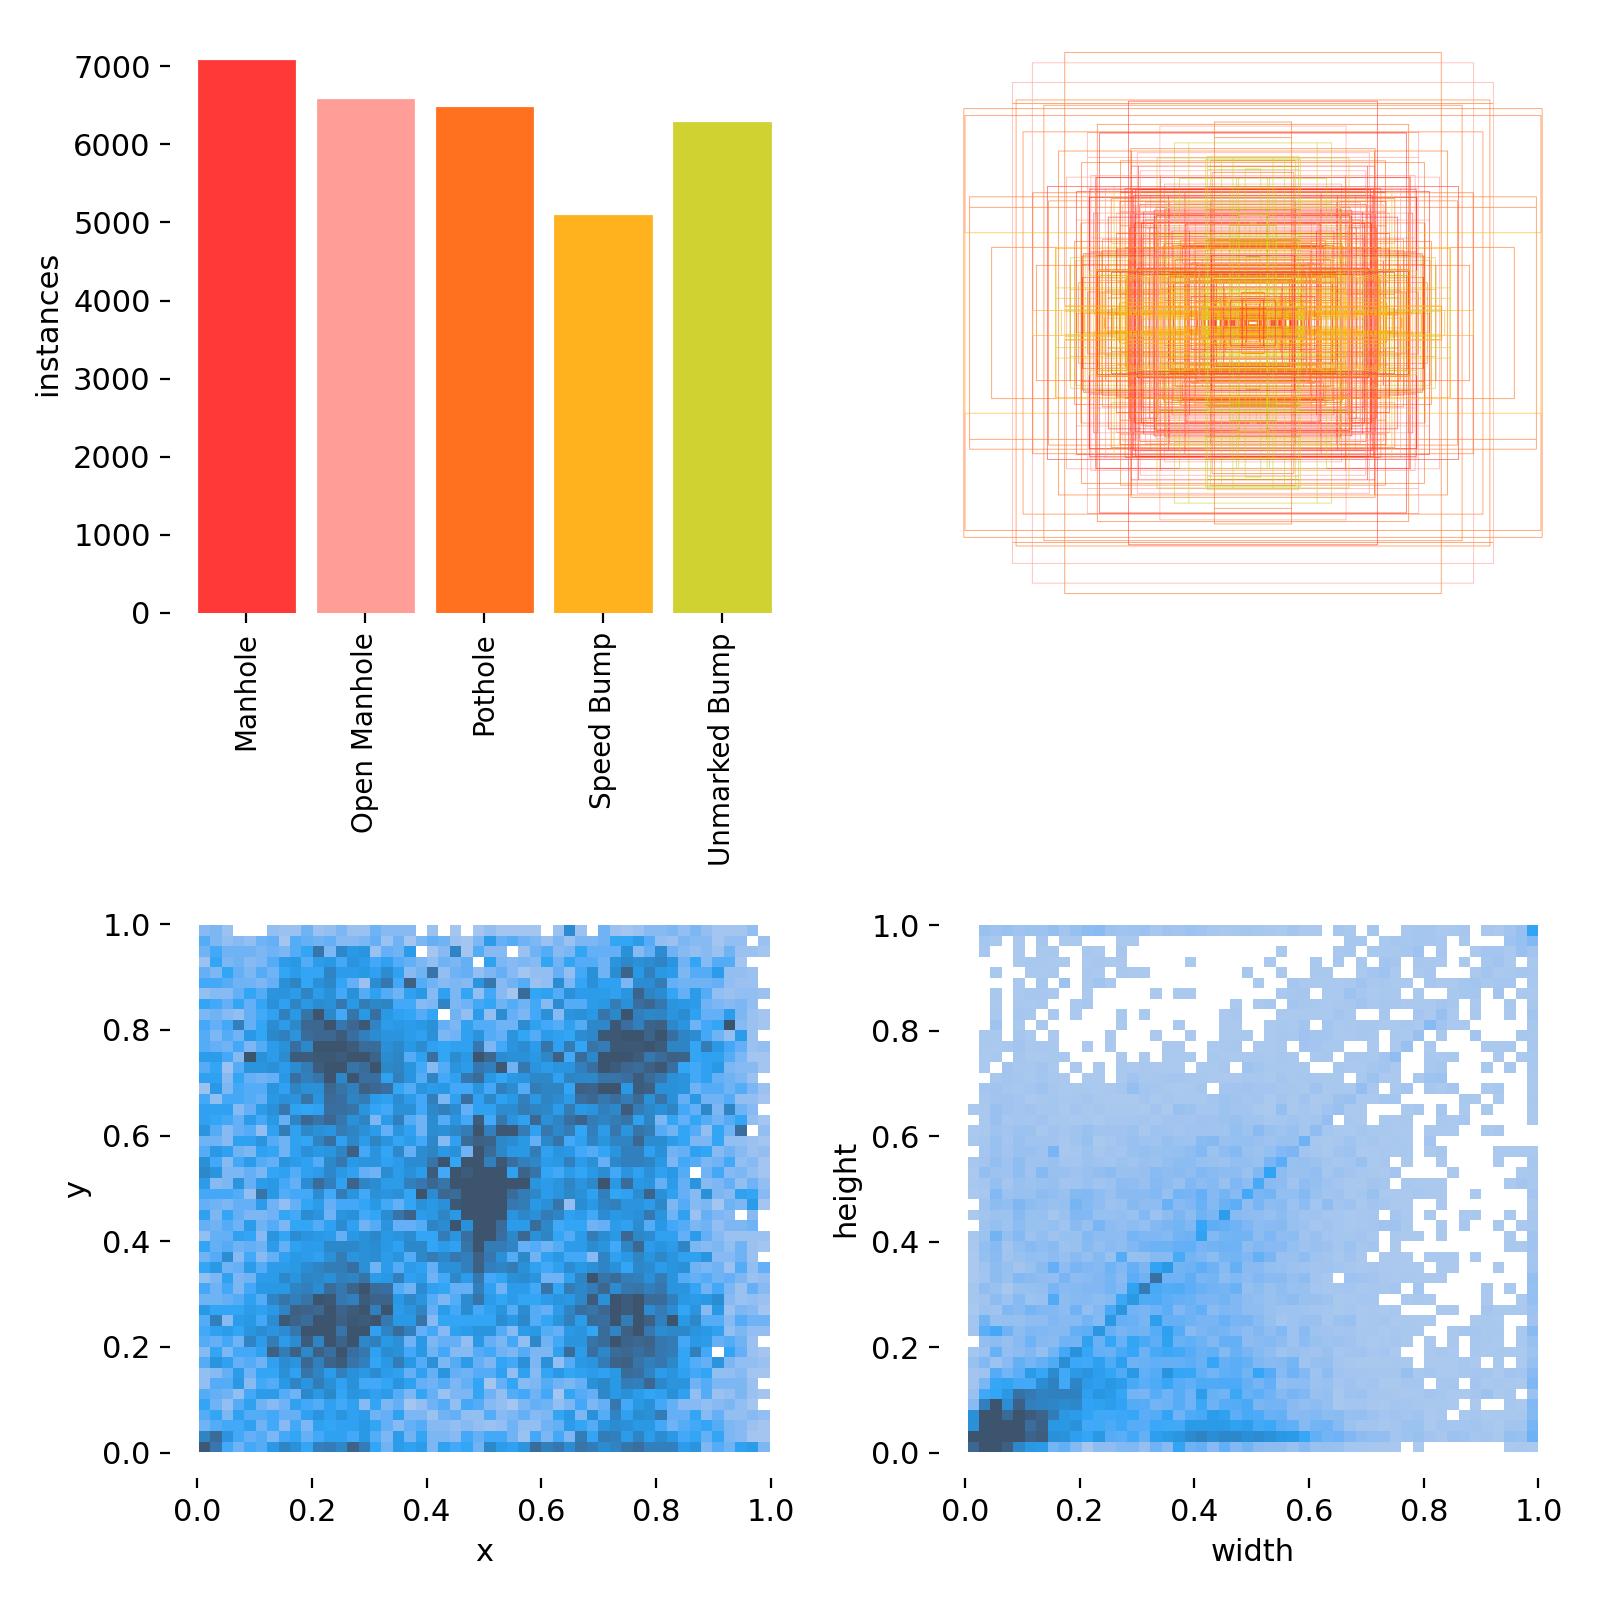 7000
6000
5000
4000
3000
2000
1000
0
instances
Manhole
Open Manhole
Pothole
Speed Bump
Unmarked Bump
1.0
0.8
0.6
0.4
0.2
0.0
y
0.0 0.2 0.4 0.6 0.8 1.0
x
1.0
0.8
0.6
0.4
0.2
0.0
height
0.0 0.2 0.4 0.6 0.8 1.0
width